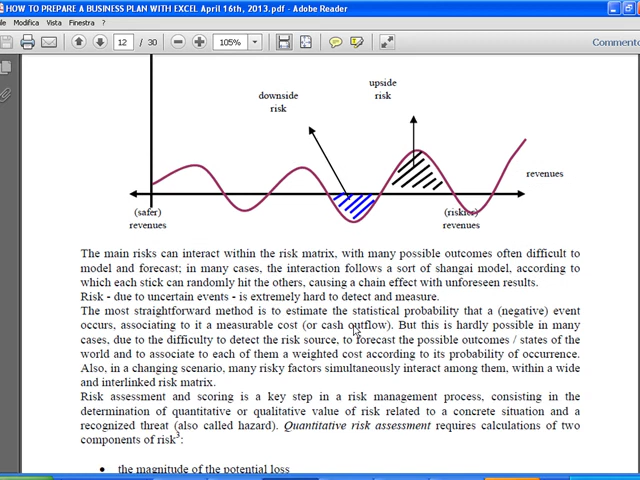 HOW TO PREPARE A BUSINESS PLAN WITH EXCEL April 16th, 2013.pdf - Adobe Reader
File Modifica Vista Finestra ?
12 / 30 105% Comment
upside
risk
downside
risk
revenues
(safer)
revenues
(riskier)
revenues
The main risks can interact within the risk matrix, with many possible outcomes often difficult to
model and forecast; in many cases, the interaction follows a sort of shangai model, according to
which each stick can randomly hit the others, causing a chain effect with unforeseen results.
Risk - due to uncertain events - is extremely hard to detect and measure.
The most straightforward method is to estimate the statistical probability that a (negative) event
occurs, associating to it a measurable cost (or cash outflow). But this is hardly possible in many
cases, due to the difficulty to detect the risk source, to forecast the possible outcomes / states of the
world and to associate to each of them a weighted cost according to its probability of occurrence.
Also, in a changing scenario, many risky factors simultaneously interact among them, within a wide
and interlinked risk matrix.
Risk assessment and scoring is a key step in a risk management process, consisting in the
determination of quantitative or qualitative value of risk related to a concrete situation and a
recognized threat (also called hazard). Quantitative risk assessment requires calculations of two
components of risk3:
• the magnitude of the potential loss